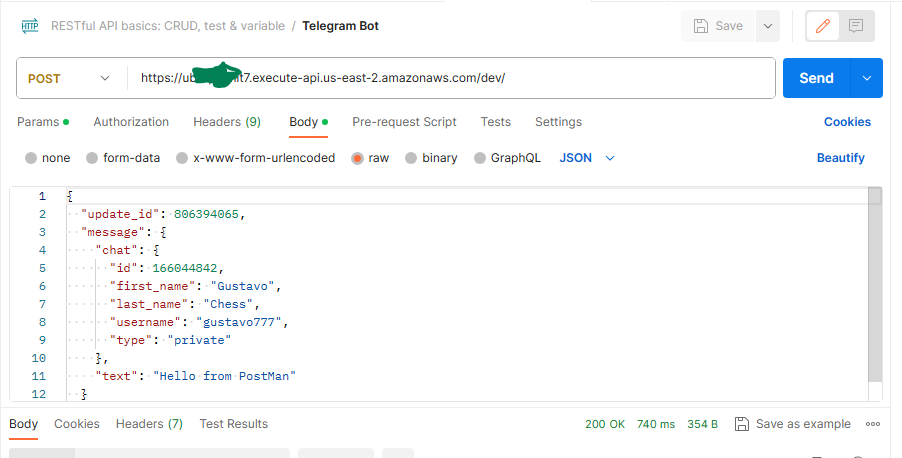 HTTP RESTful API basics: CRUD, test & variable / Telegram Bot Save
POST https://ub t7.execute-api.us-east-2.amazonaws.com/dev/ Send
Params Authorization Headers (9) Body Pre-request Script Tests Settings Cookies
none form-data x-www-form-urlencoded raw binary GraphQL JSON Beautify
1 {
2 "update_id": 806394065,
3 "message": {
4 "chat": {
5 "id": 166044842,
6 "first_name": "Gustavo",
7 "last_name": "Chess",
8 "username": "gustavo777",
9 "type": "private"
10 },
11 "text": "Hello from PostMan"
12 }
Body Cookies Headers (7) Test Results 200 OK 740 ms 354 B Save as example